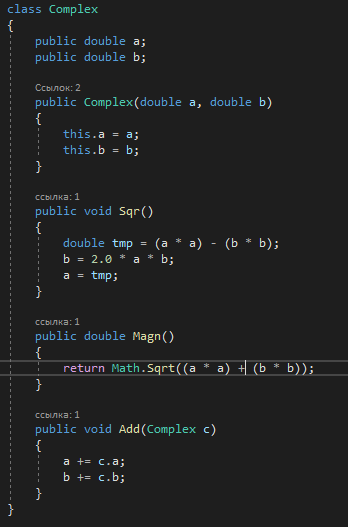 class Complex
{
public double a;
public double b;
Ссылок: 2
public Complex(double a, double b)
{
this.a = a;
this.b = b;
}
ссылка: 1
public void Sqr()
{
double tmp = (a * a) - (b * b);
b = 2.0 * a * b;
a = tmp;
}
ссылка: 1
public double Magn()
{
return Math.Sqrt((a * a) + (b * b));
}
ссылка: 1
public void Add(Complex c)
{
a += c.a;
b += c.b;
}
}